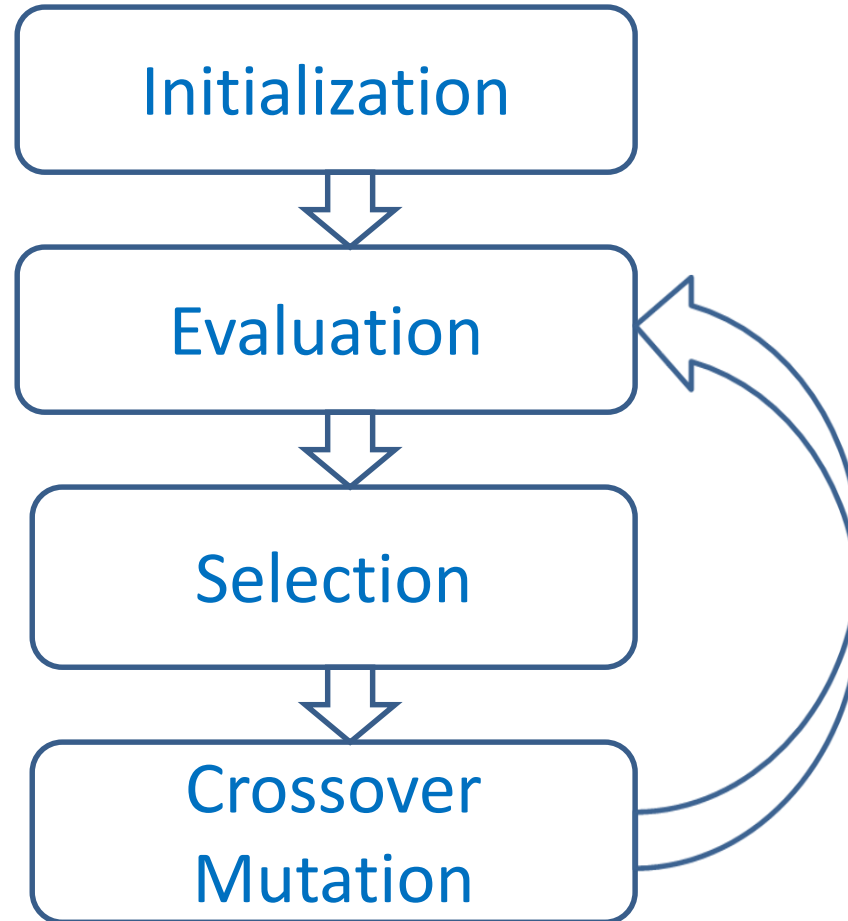 Initialization
Evaluation
Selection
Crossover
Mutation